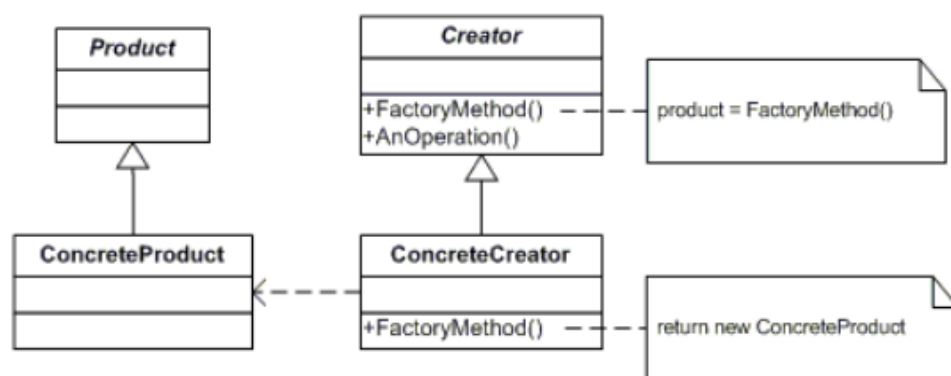 Product
Creator
+FactoryMethod()
+AnOperation()
product = FactoryMethod()
ConcreteProduct
ConcreteCreator
+FactoryMethod()
return new ConcreteProduct